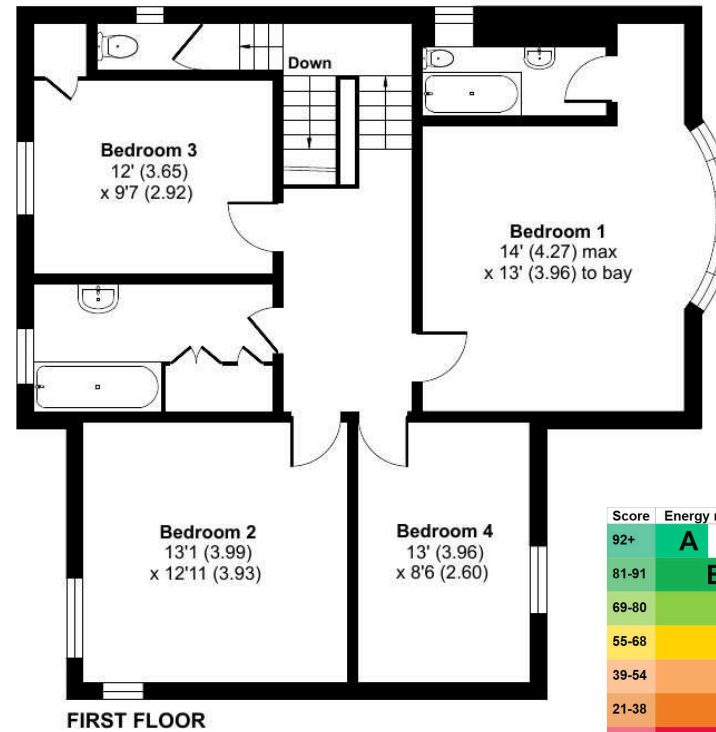 Down
Bedroom 3
12' (3.65)
x 9'7 (2.92)
Bedroom 1
14' (4.27) max
x 13' (3.96) to bay
Bedroom 2
13'1 (3.99)
x 12'11 (3.93)
Bedroom 4
13' (3.96)
x 8'6 (2.60)
FIRST FLOOR
Score Energy
92+ A
81-91
69-80
55-68
39-54
21-38